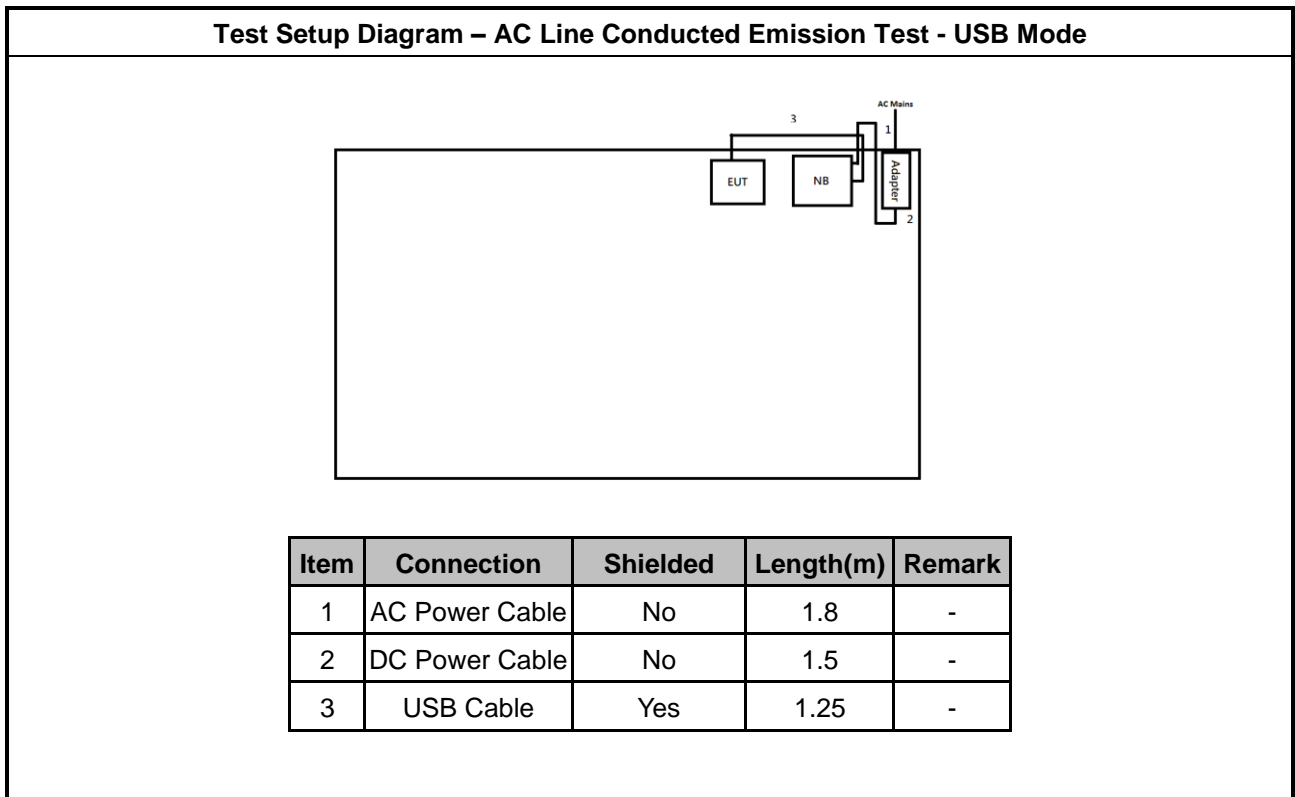 Test Setup Diagram – AC Line Conducted Emission Test - USB Mode
AC Mains
3
1
EUT
NB
Adapter
2
Item Connection Shielded Length(m) Remark
1 AC Power Cable No 1.8 -
2 DC Power Cable No 1.5 -
3 USB Cable Yes 1.25 -